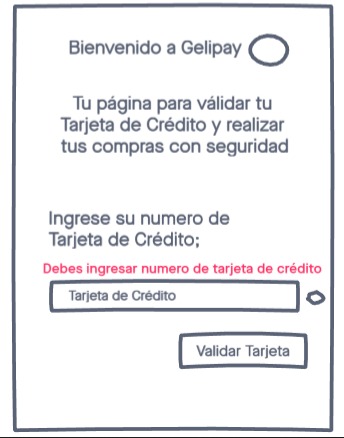 Bienvenido a Gelipay
Tu página para válidar tu
Tarjeta de Crédito y realizar
tus compras con seguridad
Ingrese su numero de
Tarjeta de Crédito;
Debes ingresar numero de tarjeta de crédito
Tarjeta de Crédito
Validar Tarjeta